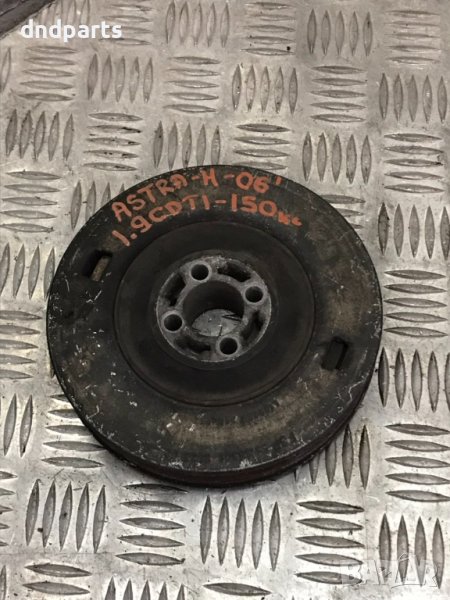 dndparts
ASTRA-H-06'
1.9CDTI-150кс